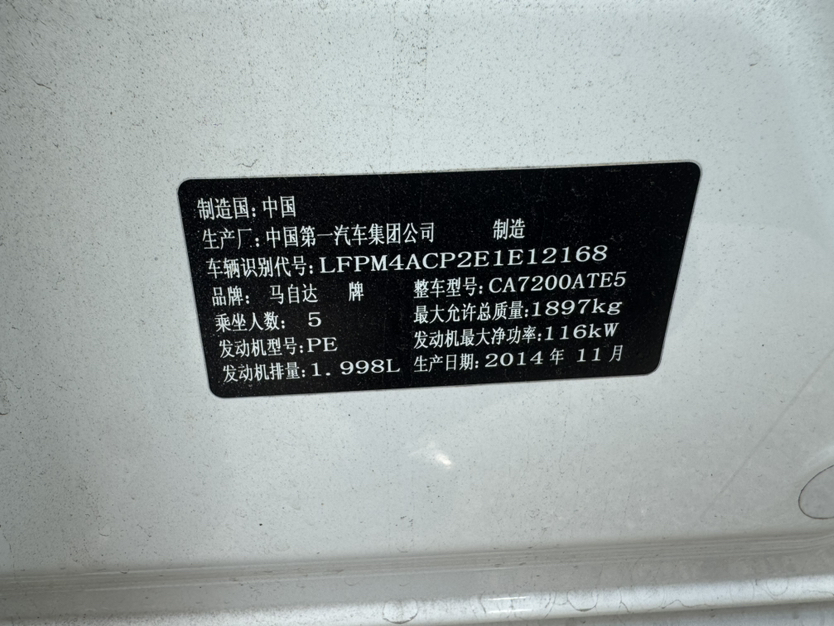 制造国:中国
生产厂:中国第一汽车集团公司 制造
车辆识别代号:LFPM4ACP2E1E12168
品牌: 马自达 牌 整车型号:CA7200ATE5
乘坐人数: 5 最大允许总质量:1897kg
发动机型号:PE 发动机最大净功率:116kW
发动机排量:1.998L 生产日期:2014年 11月